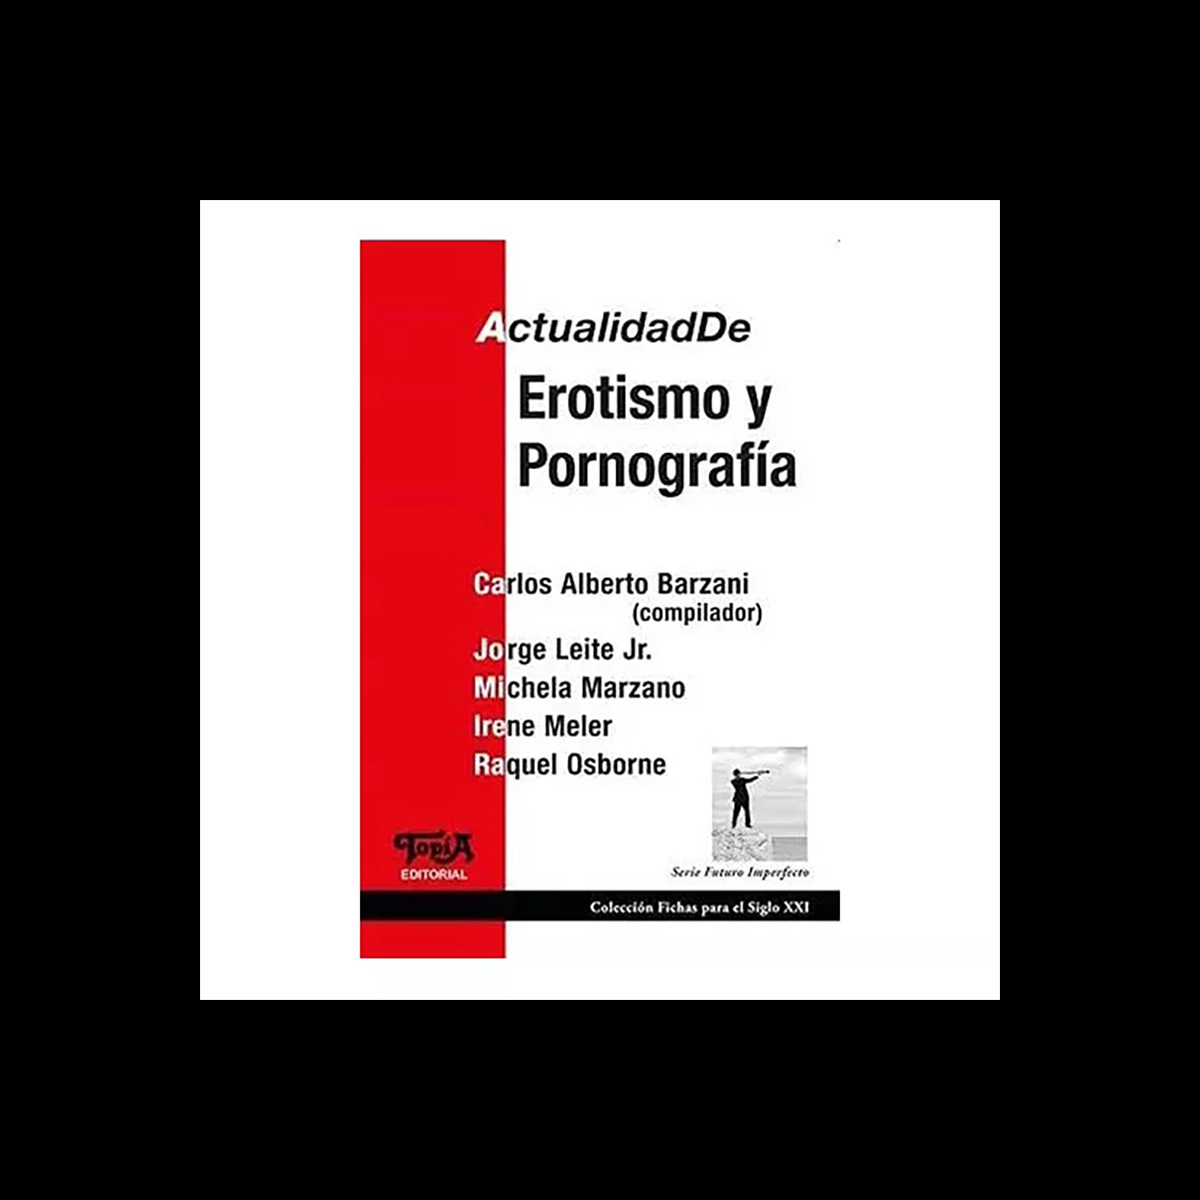 ActualidadDe
Erotismo y
Pornografía
Carlos Alberto Barzani
(compilador)
Jorge Leite Jr.
Michela Marzano
Irene Meler
Raquel Osborne
Topía
EDITORIAL
Serie Futuro Imperfecto
Colección Fichas para el Siglo XXI